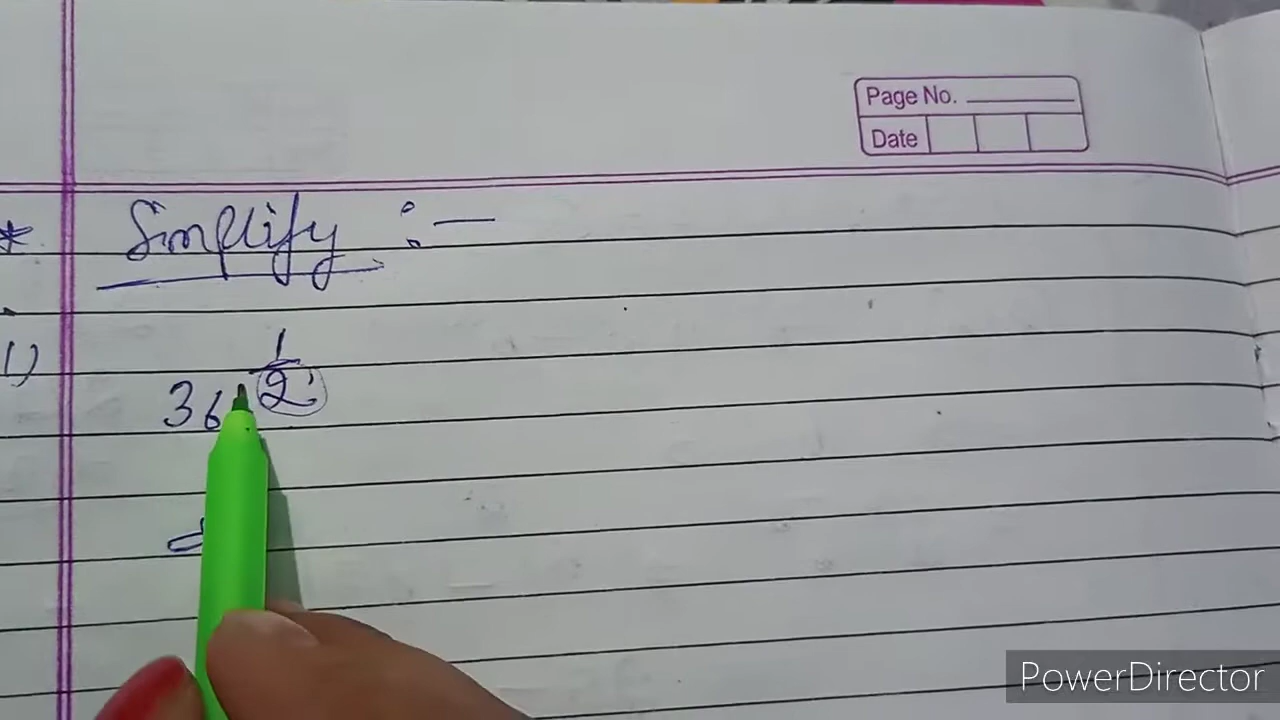 Page No.
Date
* Simplify :-
1) 36 1/2
PowerDirector